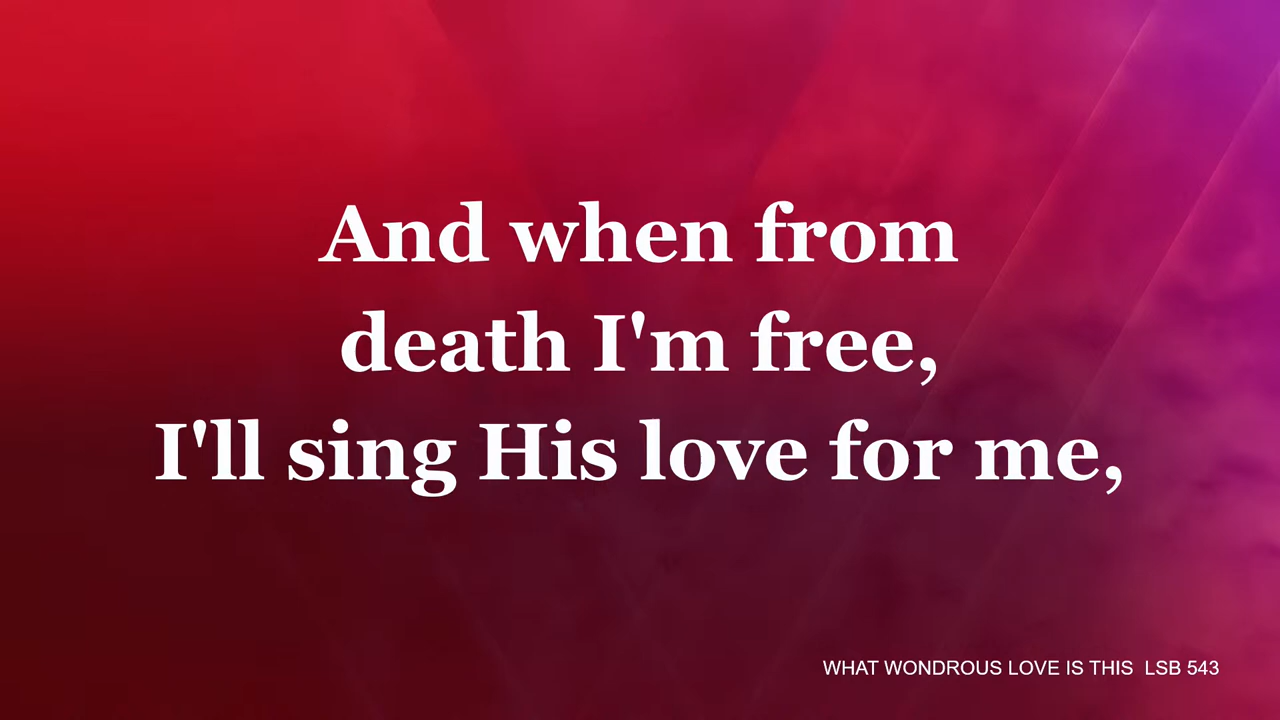 And when from
death I'm free,
I'll sing His love for me,
WHAT WONDROUS LOVE IS THIS  LSB 543